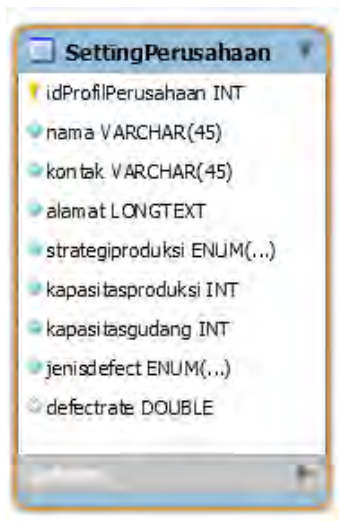 SettingPerusahaan
idProfilPerusahaan INT
nama VARCHAR(45)
kontak VARCHAR(45)
alamat LONGTEXT
strategiproduksi ENUM(...)
kapasitasproduksi INT
kapasitasgudang INT
jenisdefect ENUM(...)
defectrate DOUBLE